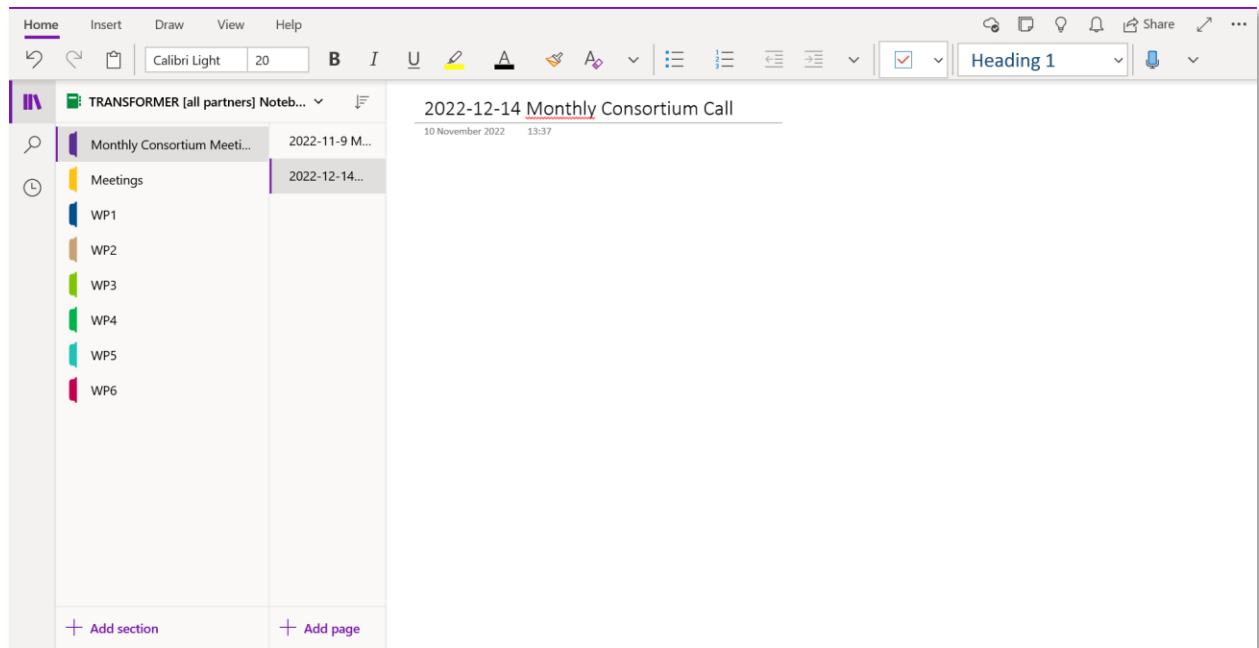 Home Insert Draw View Help Share
Calibri Light 20 B I U A A Heading 1
TRANSFORMER [all partners] Noteb...
Monthly Consortium Meeti...
Meetings
WP1
WP2
WP3
WP4
WP5
WP6
Add section
2022-11-9 M...
2022-12-14...
Add page
2022-12-14 Monthly Consortium Call
10 November 2022 13:37